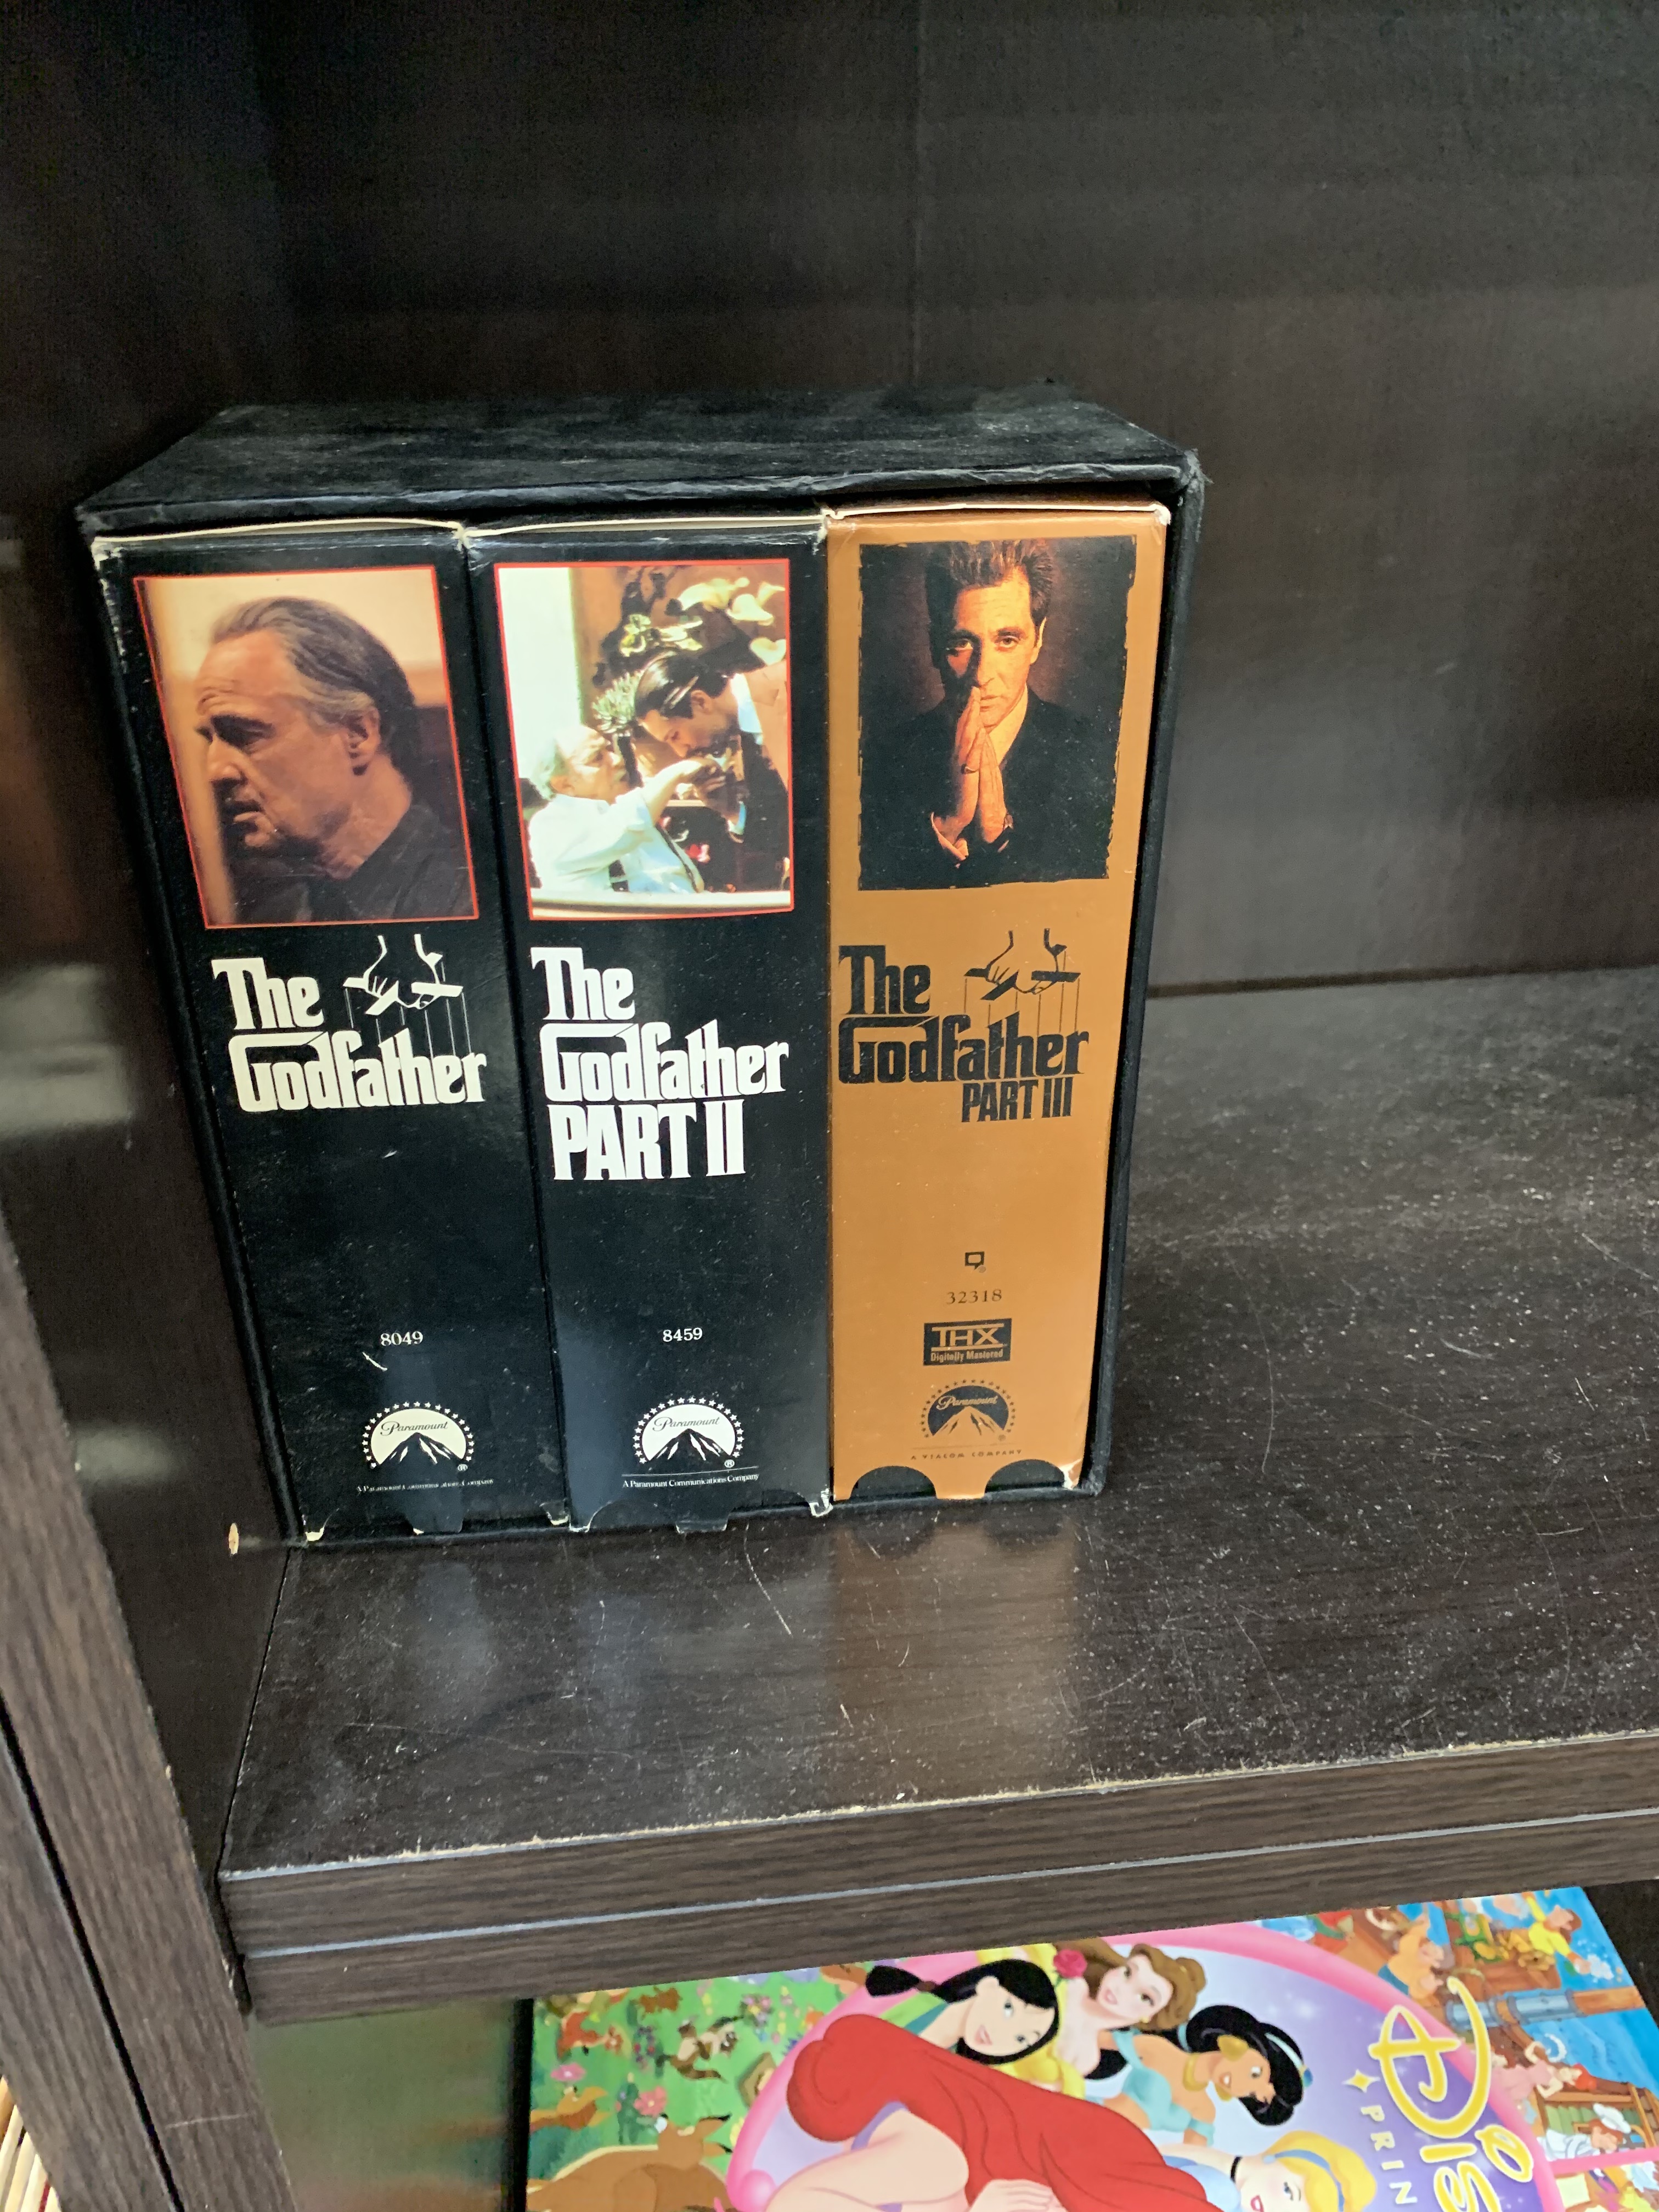 The
Godfather
8049
Paramount
®
A Paramount Communications Company
The
Godfather
PART II
8459
Paramount
®
A Paramount Communications Company
The
Godfather
PART III
32318
THX
Digitally Mastered
Paramount
®
A VIACOM COMPANY